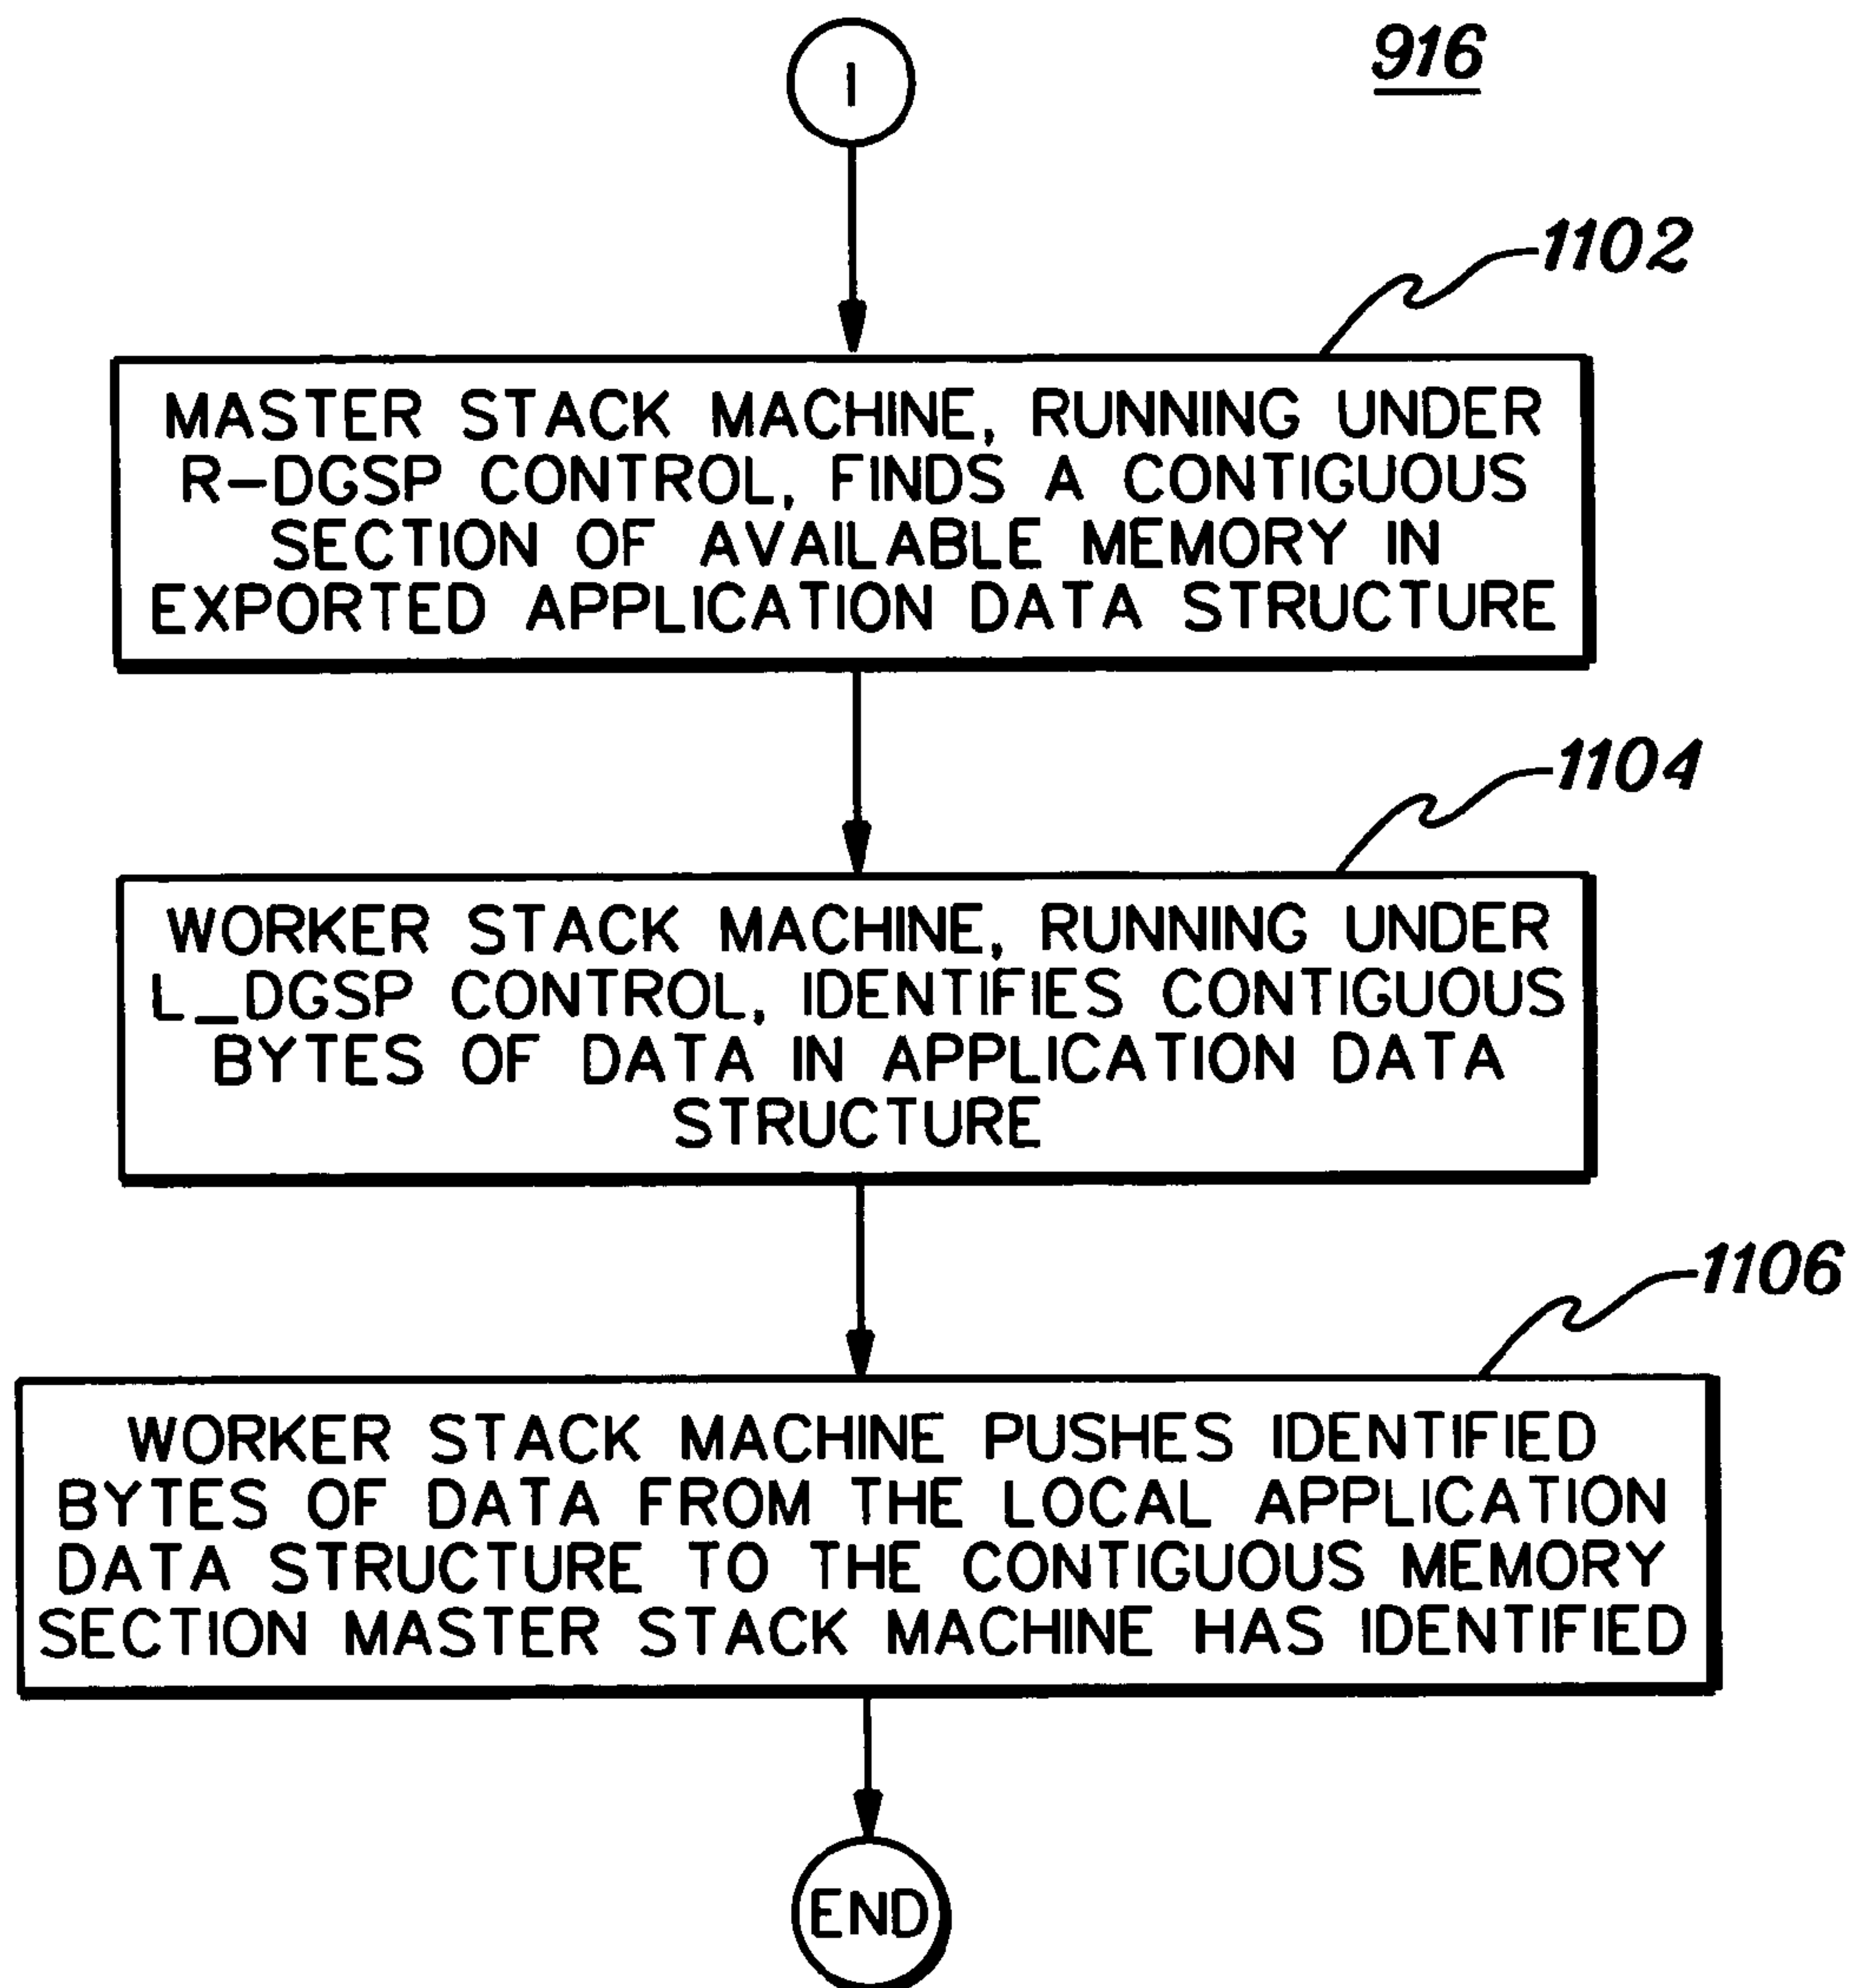 I
916
1102
MASTER STACK MACHINE, RUNNING UNDER
R-DGSP CONTROL, FINDS A CONTIGUOUS
SECTION OF AVAILABLE MEMORY IN
EXPORTED APPLICATION DATA STRUCTURE
1104
WORKER STACK MACHINE, RUNNING UNDER
L_DGSP CONTROL, IDENTIFIES CONTIGUOUS
BYTES OF DATA IN APPLICATION DATA
STRUCTURE
1106
WORKER STACK MACHINE PUSHES IDENTIFIED
BYTES OF DATA FROM THE LOCAL APPLICATION
DATA STRUCTURE TO THE CONTIGUOUS MEMORY
SECTION MASTER STACK MACHINE HAS IDENTIFIED
END